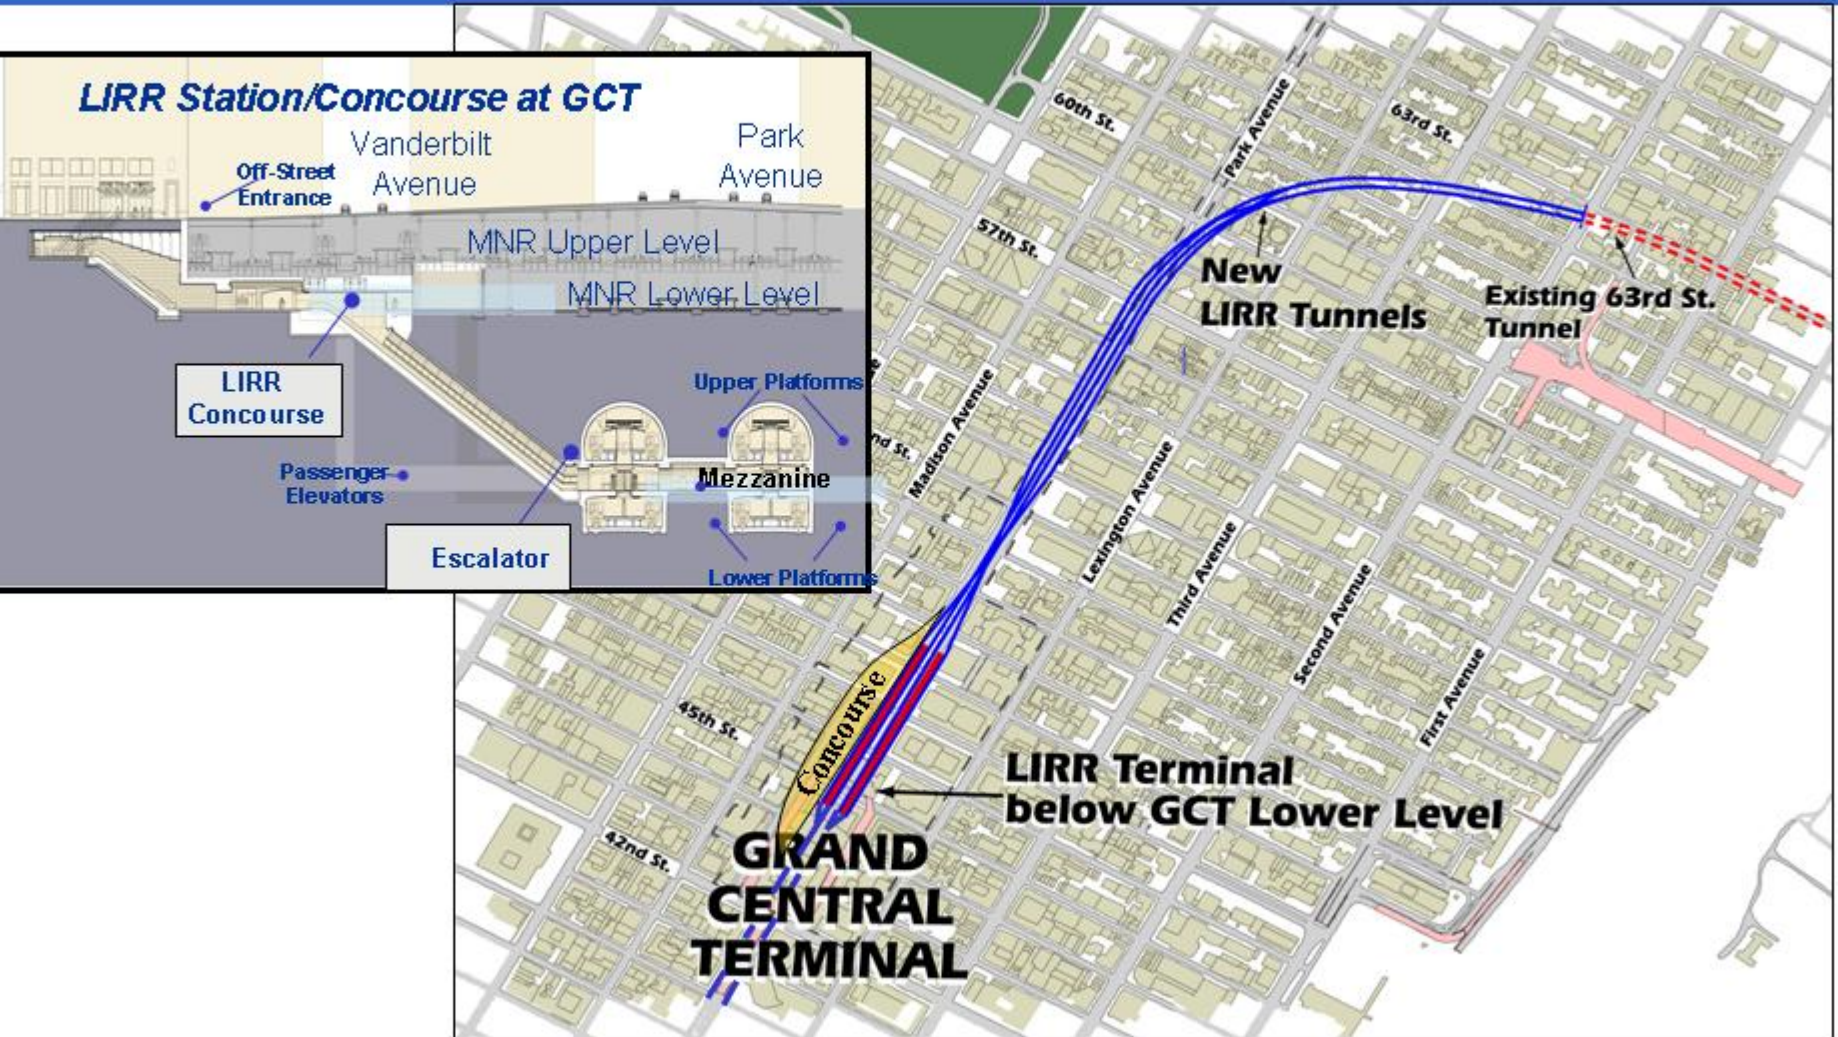 LIRR Station/Concourse at GCT
Vanderbilt
Avenue
Park
Avenue
Off-Street
Entrance
MNR Upper Level
MNR Lower Level
LIRR
Concourse
Upper Platforms
Passenger
Elevators
Mezzanine
Escalator
Lower Platforms
60th St.
63rd St.
Park Avenue
57th St.
New
LIRR Tunnels
Existing 63rd St.
Tunnel
Madison Avenue
Lexington Avenue
Third Avenue
Second Avenue
First Avenue
St.
45th St.
42nd St.
Concourse
LIRR Terminal
below GCT Lower Level
GRAND
CENTRAL
TERMINAL